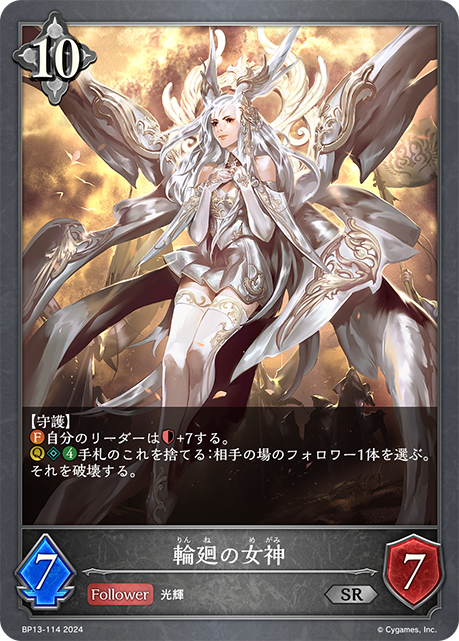 10
【守護】
F自分のリーダーは+7する。
Q 4手札のこれを捨てる：相手の場のフォロワー1体を選ぶ。
それを破壊する。
りんね めがみ
輪廻の女神
7
Follower 光輝
SR
7
BP13-114 2024
© Cygames, Inc.